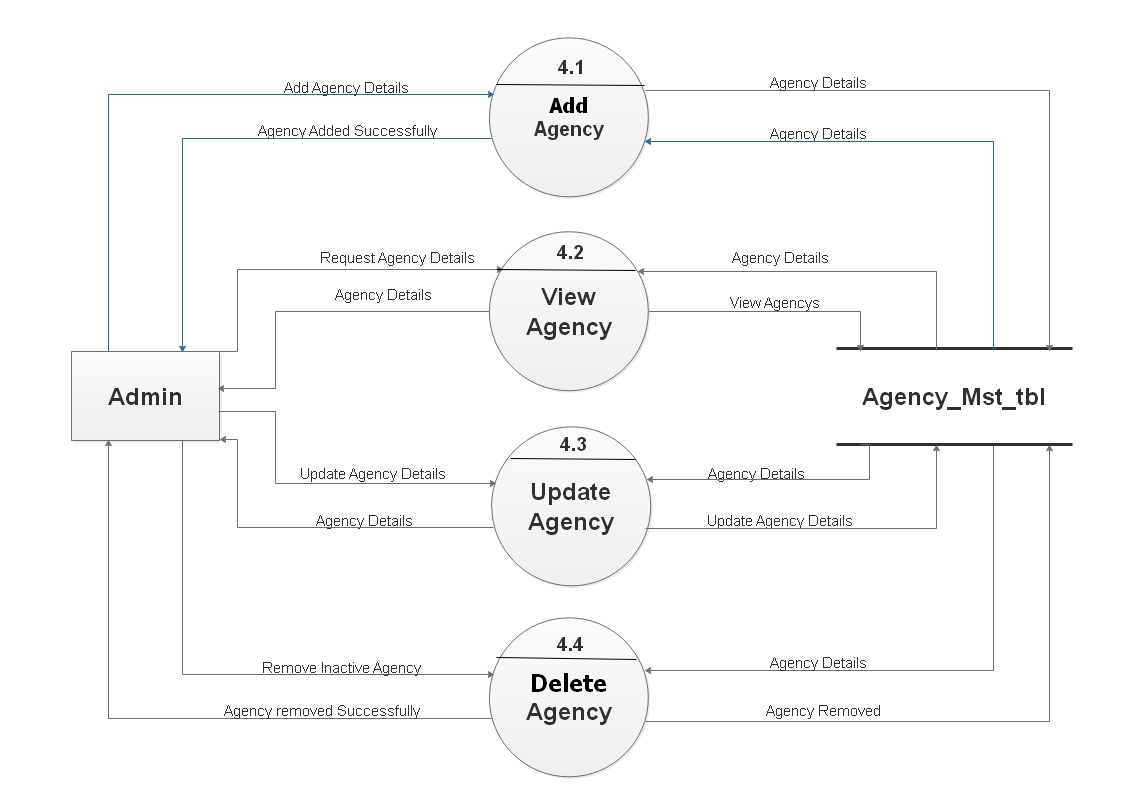 4.1
Add Agency Details
Add
Agency
Agency Details
Agency Added Successfully
Agency Details
4.2
Request Agency Details
Agency Details
View
Agency
Agency Details
View Agencys
Admin
Agency_Mst_tbl
4.3
Update Agency Details
Update
Agency
Agency Details
Agency Details
Update Agency Details
4.4
Remove Inactive Agency
Delete
Agency
Agency Details
Agency removed Successfully
Agency Removed